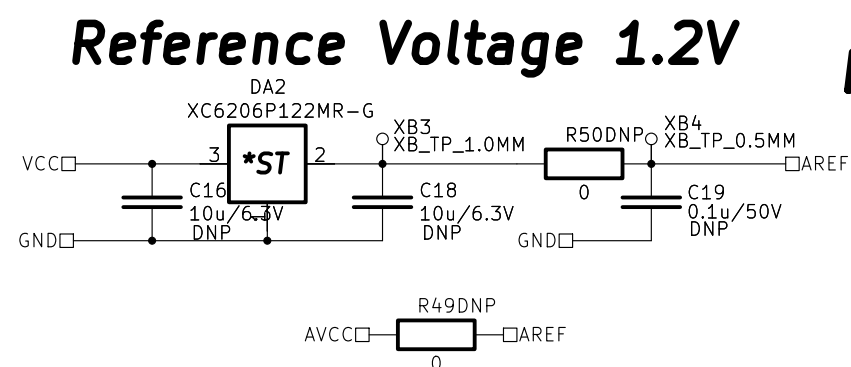 Reference Voltage 1.2V
DA2
XC6206P122MR-G
VCC
3
*ST
2
1
XB3
XB_TP_1.0MM
R50DNP
0
XB4
XB_TP_0.5MM
AREF
C16
10u/6.3V
DNP
C18
10u/6.3V
DNP
C19
0.1u/50V
DNP
GND
GND
R49DNP
AVCC
AREF
0